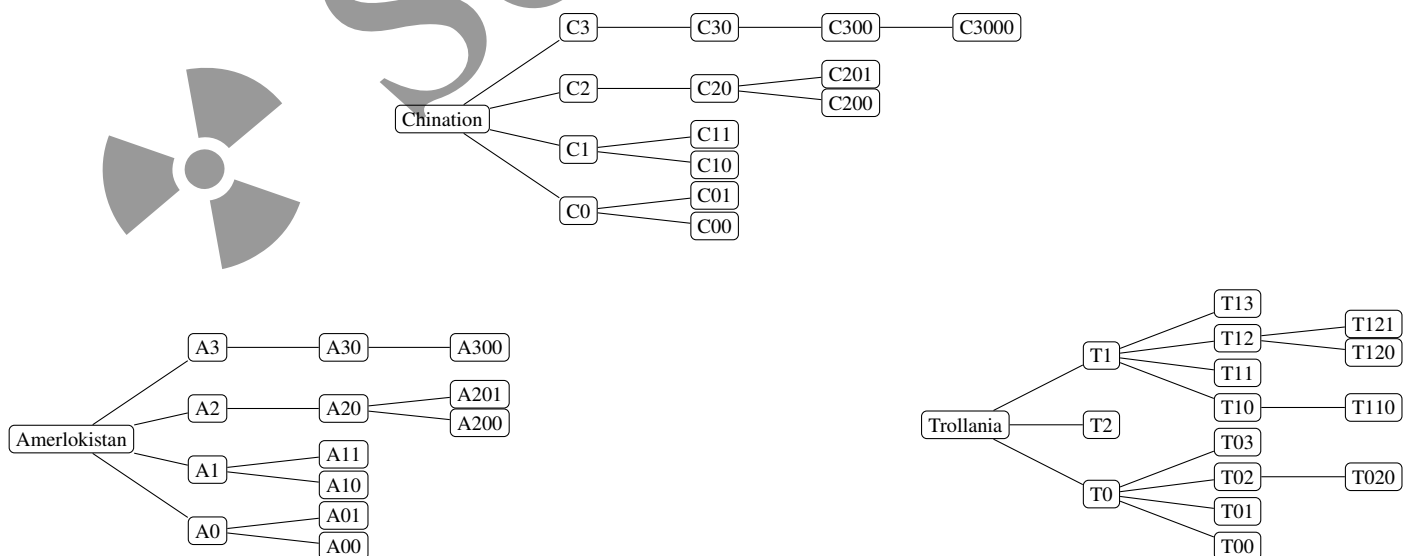 C3 C30 C300 C3000
C201
C2 C20
C200
Chination
C11
C1
C10
C01
C0
C00
T13
T121
T12
A3 A30 A300
T120
T1
T11
A201
A2 A20
T10 T110
A200
Trollania T2
Amerlokistan
T03
A11
A1
T02 T020
A10
T0
T01
A01
A0
A00
T00